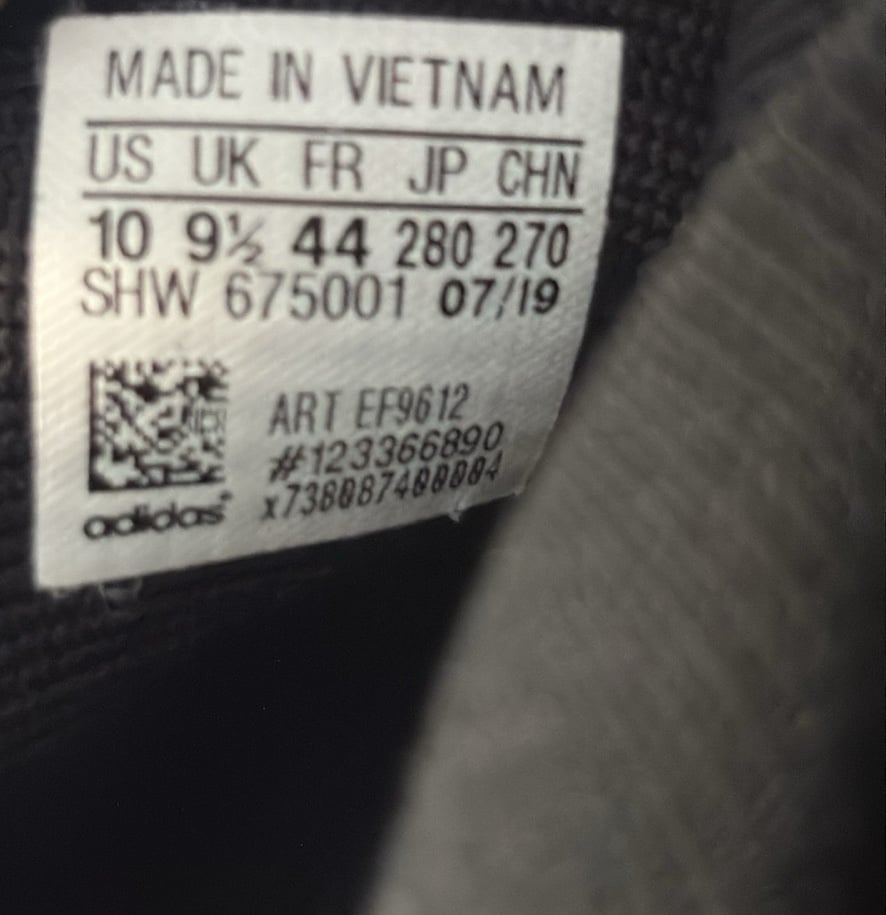 MADE IN VIETNAM
US UK FR JP CHN
10 9½ 44 280 270
SHW 675001 07/19
ART EF9612
#123366890
x738087400004
adidas